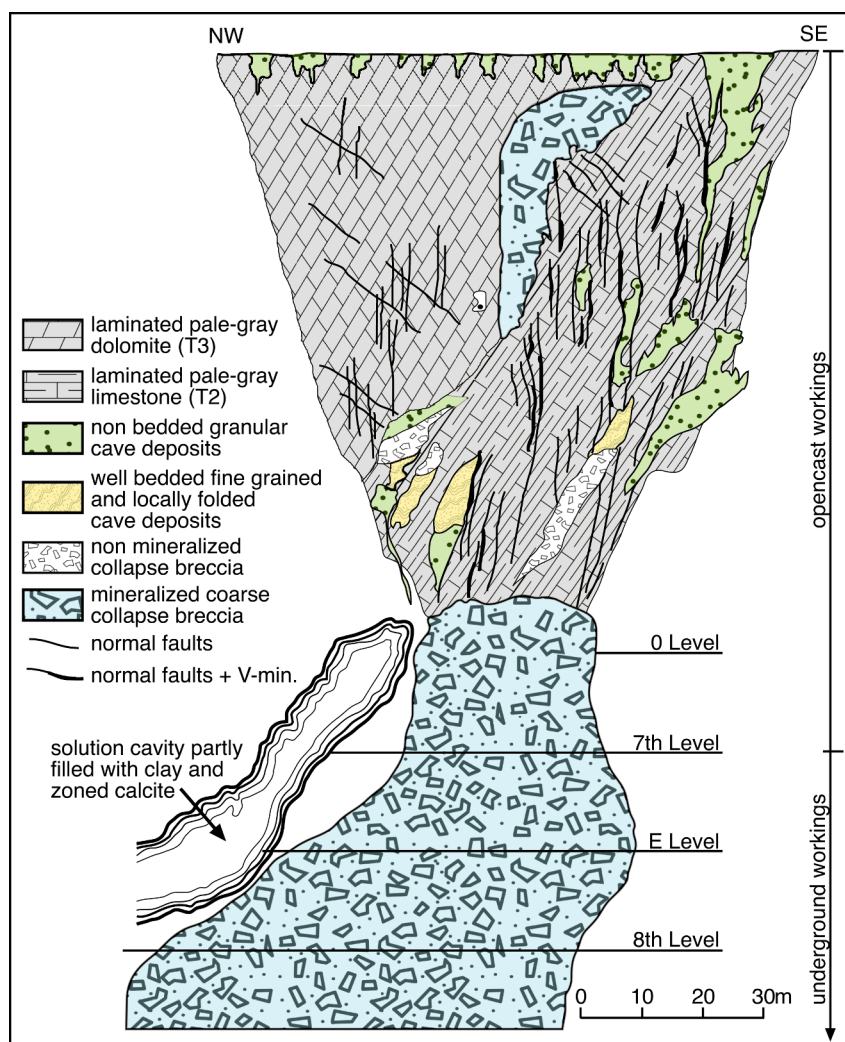 NW
SE
laminated pale-gray
dolomite (T3)
laminated pale-gray
limestone (T2)
non bedded granular
cave deposits
well bedded fine grained
and locally folded
cave deposits
non mineralized
collapse breccia
mineralized coarse
collapse breccia
normal faults
normal faults + V-min.
solution cavity partly
filled with clay and
zoned calcite
opencast workings
0 Level
7th Level
E Level
8th Level
underground workings
0 10 20 30m